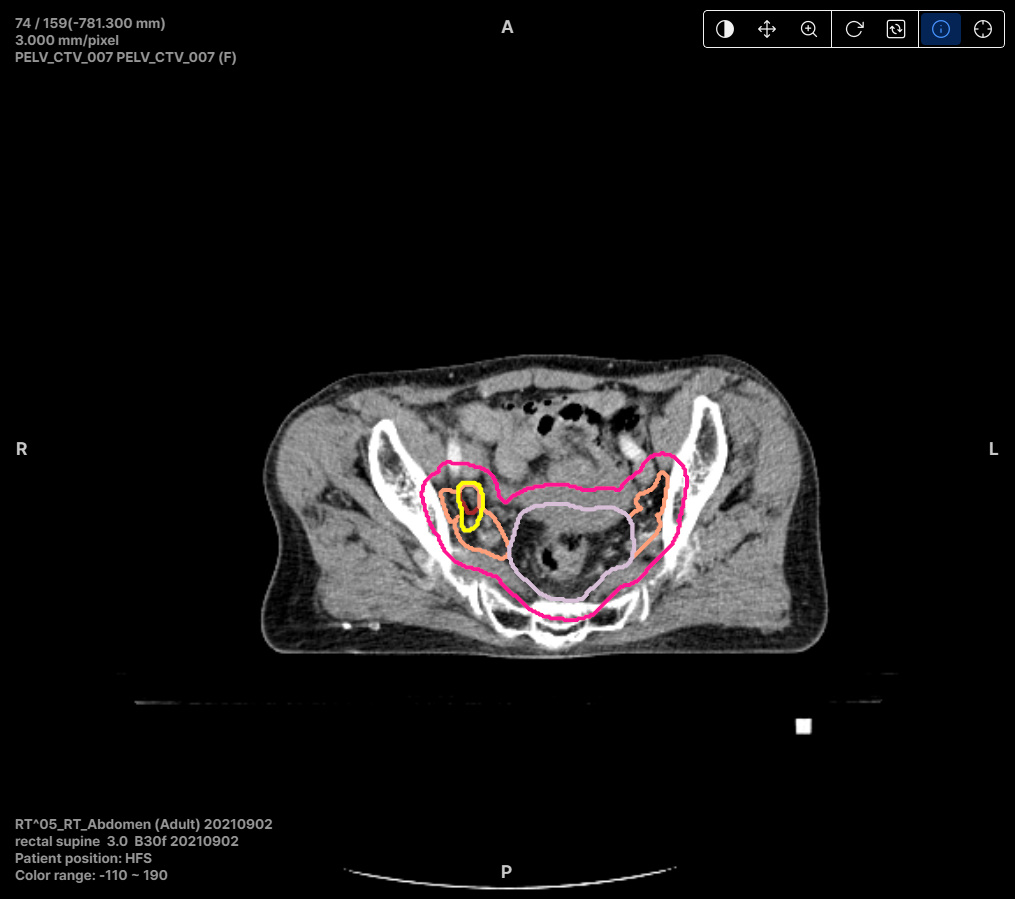 74 / 159(-781.300 mm)
3.000 mm/pixel
PELV_CTV_007 PELV_CTV_007 (F)
A
R
L
RT^05_RT_Abdomen (Adult) 20210902
rectal supine  3.0  B30f 20210902
Patient position: HFS
Color range: -110 ~ 190
P